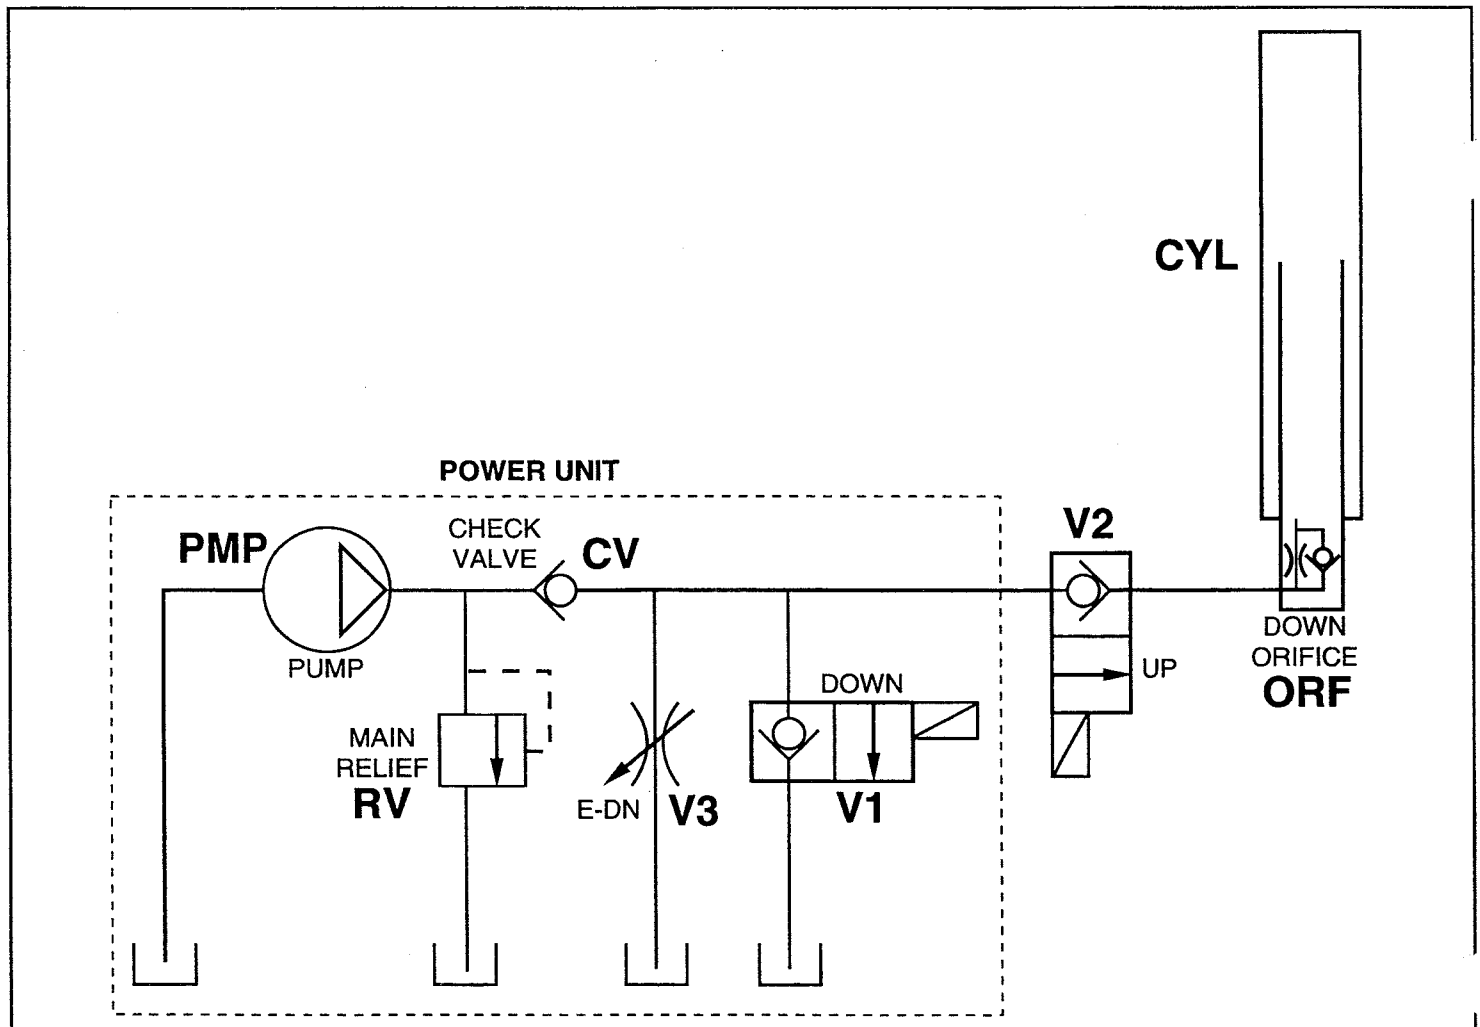 CYL
POWER UNIT
V2
PMP
CHECK
VALVE
CV
PUMP
DOWN
ORIFICE
ORF
UP
DOWN
MAIN
RELIEF
RV
E-DN
V3
V1